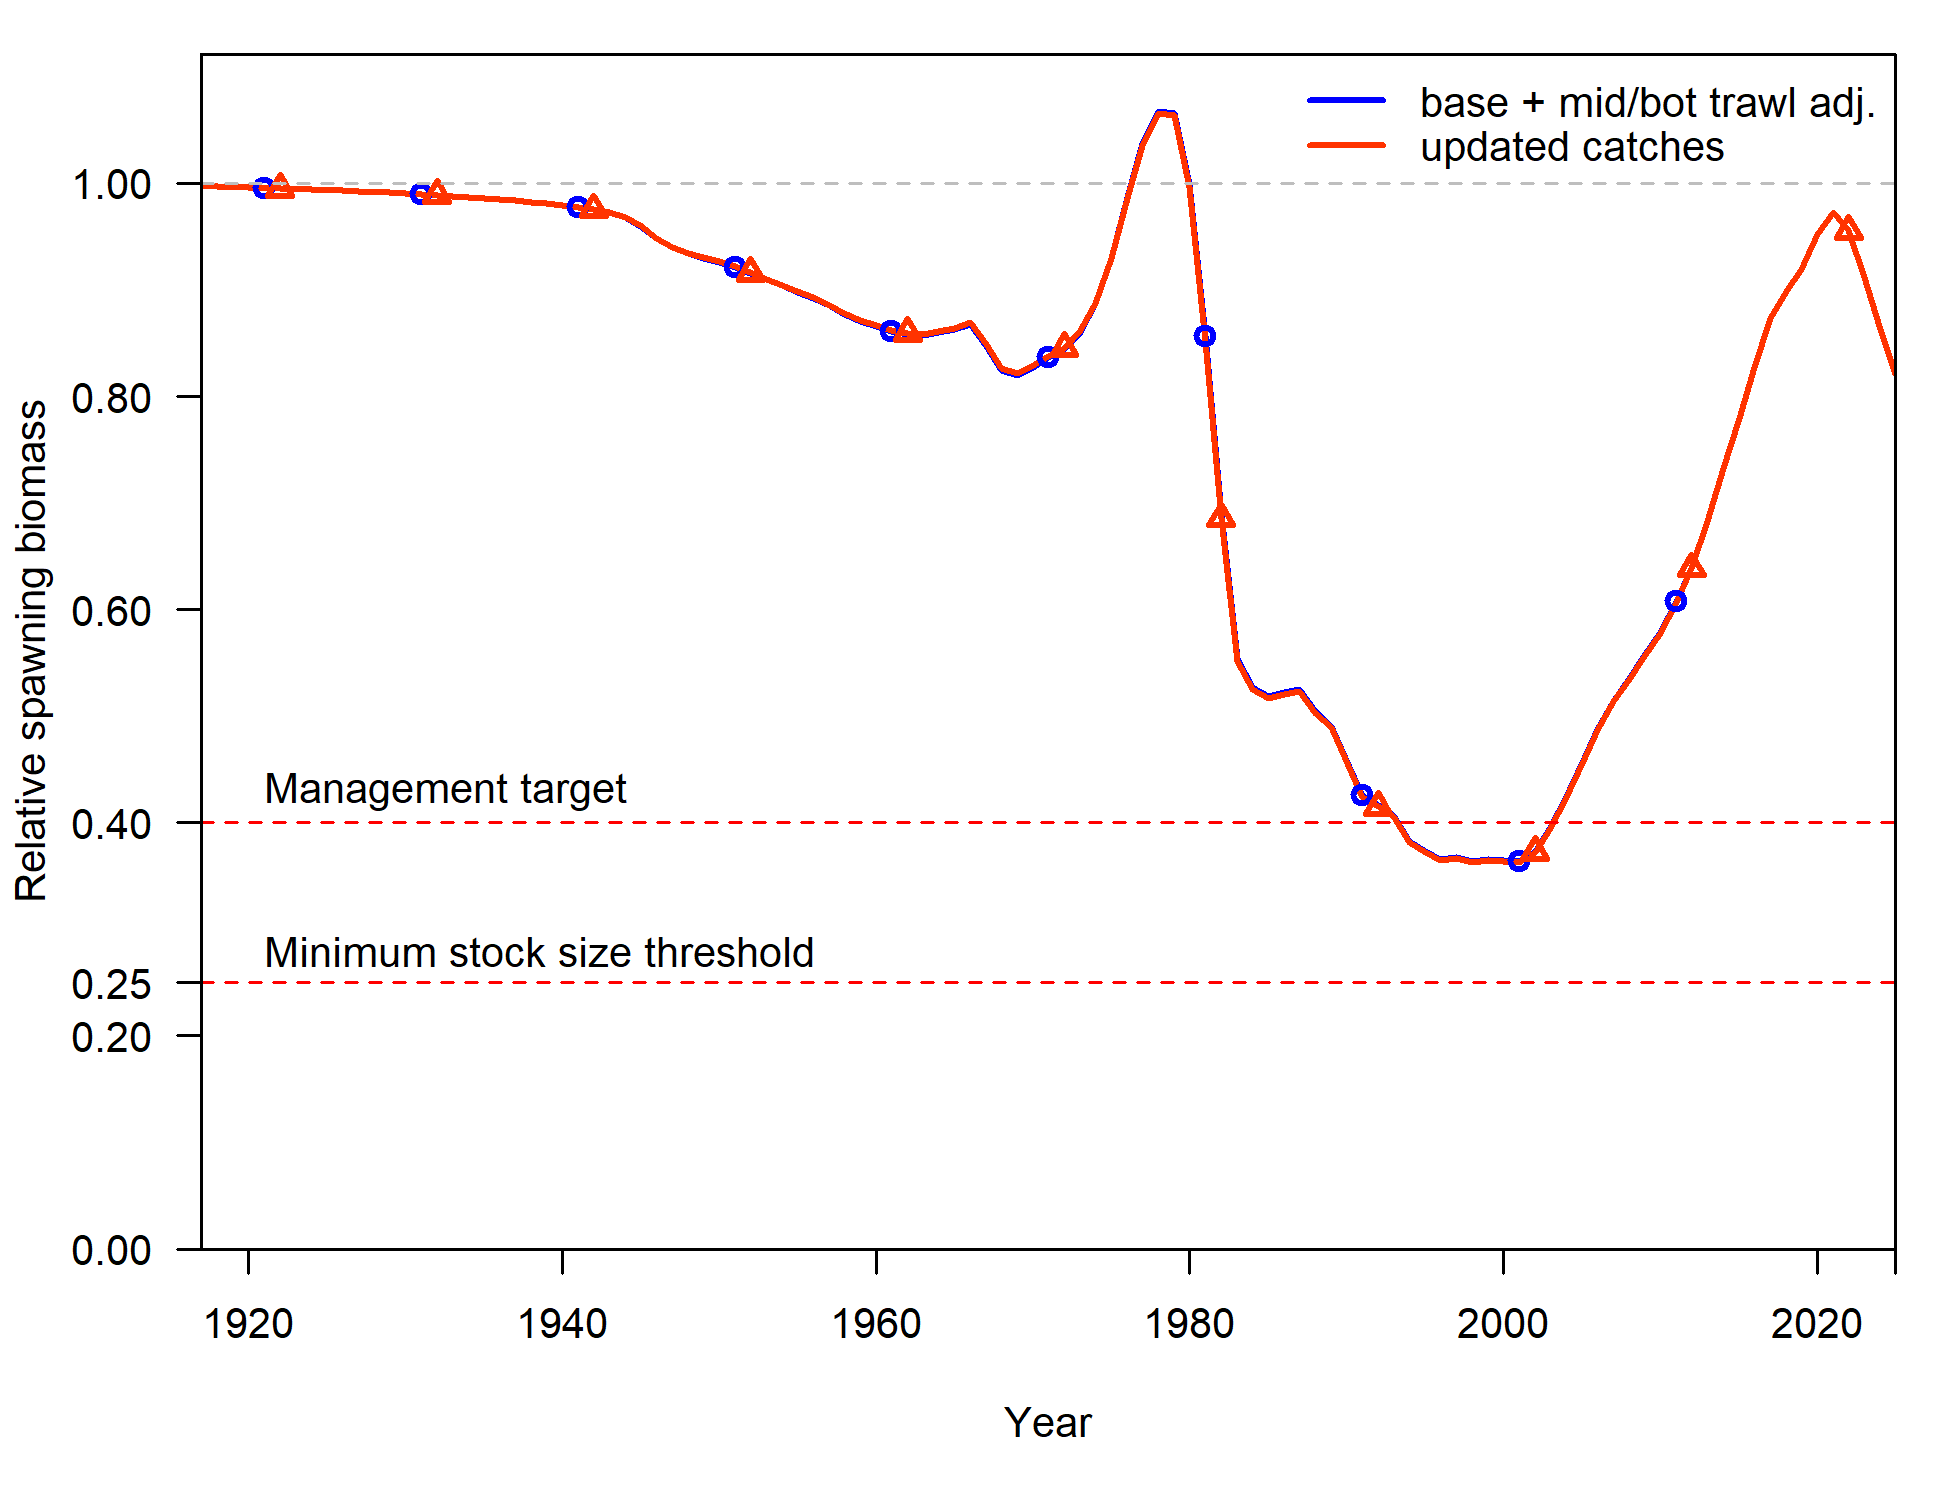 base + mid/bot trawl adj.
updated catches
1.00
0.80
0.60
0.40
0.25
0.20
0.00
Relative spawning biomass
Management target
Minimum stock size threshold
1920 1940 1960 1980 2000 2020
Year